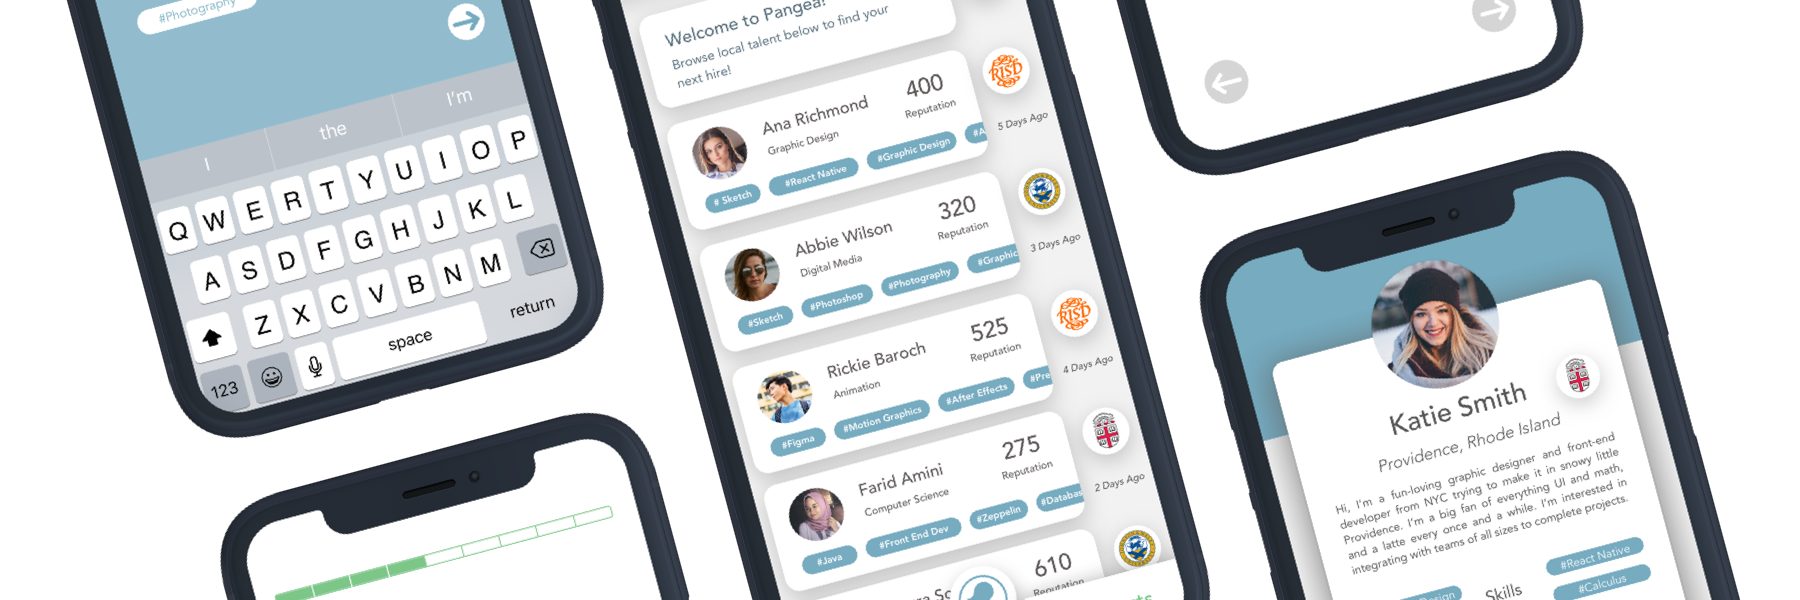 #Photography
I
the
I'm
Q W E R T Y U I O P
A S D F G H J K L
Z X C V B N M
123
space
return
Welcome to Pangea!
Browse local talent below to find your
next hire!
Ana Richmond
Graphic Design
400
Reputation
# Sketch
#React Native
#Graphic Design
RISD
5 Days Ago
Abbie Wilson
Digital Media
320
Reputation
#Sketch
#Photoshop
#Photography
#Graphic
3 Days Ago
Rickie Baroch
Animation
525
Reputation
#Figma
#Motion Graphics
#After Effects
#Pre
RISD
4 Days Ago
Farid Amini
Computer Science
275
Reputation
#Java
#Front End Dev
#Zeppelin
#Databas
2 Days Ago
610
Reputation
Katie Smith
Providence, Rhode Island
Hi, I'm a fun-loving graphic designer and front-end
developer from NYC trying to make it in snowy little
Providence. I'm a big fan of everything UI and math,
and a latte every once and a while. I'm interested in
integrating with teams of all sizes to complete projects.
Skills
#React Native
#Calculus